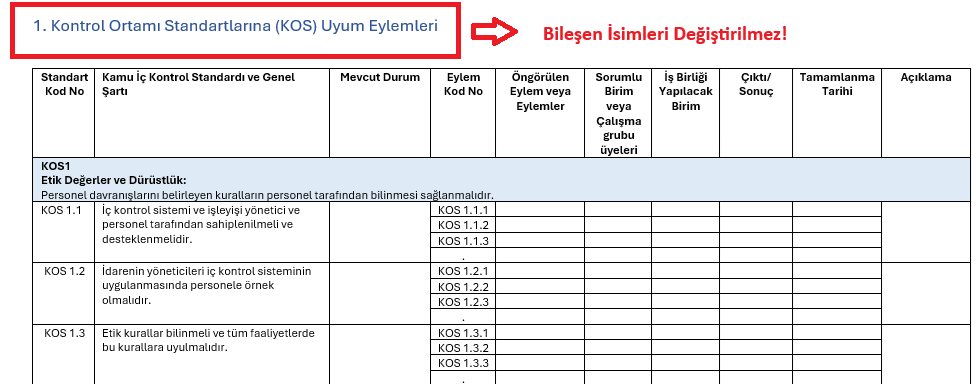 1. Kontrol Ortamı Standartlarına (KOS) Uyum Eylemleri
Bileşen İsimleri Değiştirilmez!
Standart Kod No
Kamu İç Kontrol Standardı ve Genel Şartı
Mevcut Durum
Eylem Kod No
Öngörülen Eylem veya Eylemler
Sorumlu Birim veya Çalışma grubu üyeleri
İş Birliği Yapılacak Birim
Çıktı/ Sonuç
Tamamlanma Tarihi
Açıklama
KOS1
Etik Değerler ve Dürüstlük:
Personel davranışlarını belirleyen kuralların personel tarafından bilinmesi sağlanmalıdır.
KOS 1.1
İç kontrol sistemi ve işleyişi yönetici ve
personel tarafından sahiplenilmeli ve
desteklenmelidir.
KOS 1.1.1
KOS 1.1.2
KOS 1.1.3
.
KOS 1.2
İdarenin yöneticileri iç kontrol sisteminin
uygulanmasında personele örnek
olmalıdır.
KOS 1.2.1
KOS 1.2.2
KOS 1.2.3
.
KOS 1.3
Etik kurallar bilinmeli ve tüm faaliyetlerde
bu kurallara uyulmalıdır.
KOS 1.3.1
KOS 1.3.2
KOS 1.3.3
.